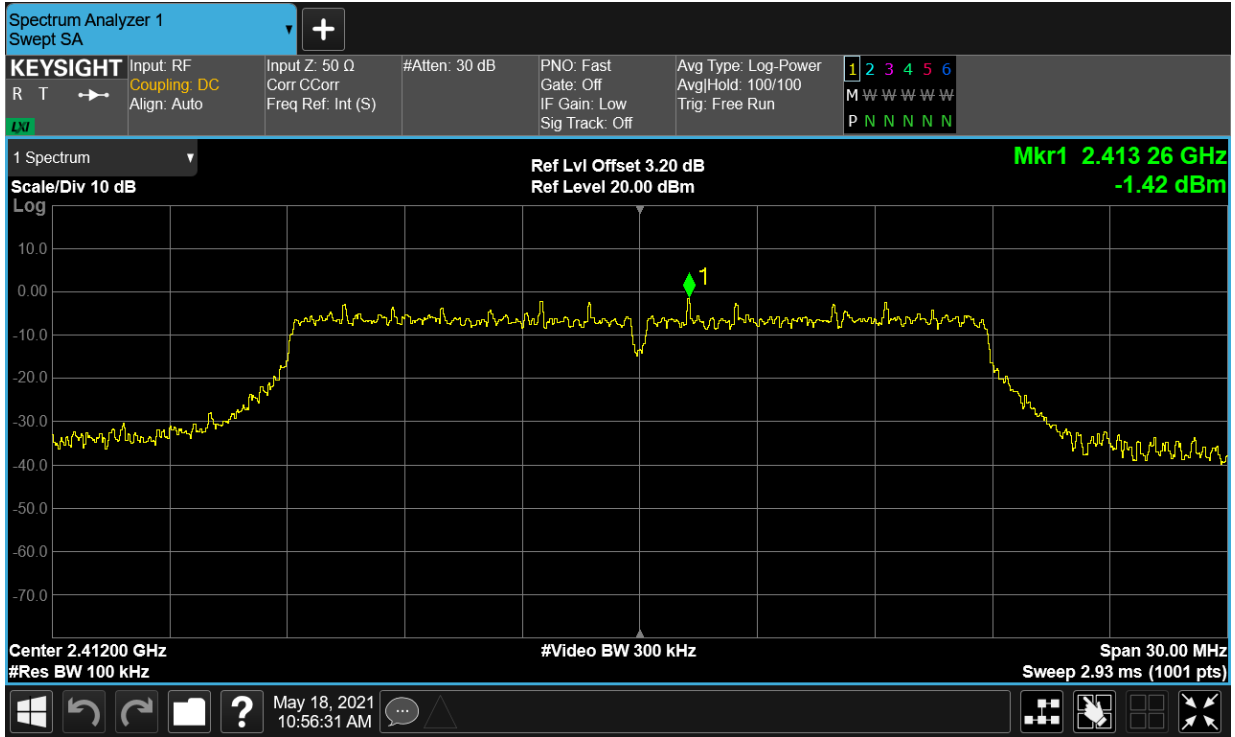 Spectrum Analyzer 1
Swept SA
KEYSIGHT
R T
LXI
Input: RF
Coupling: DC
Align: Auto
Input Z: 50 Ω
Corr CCorr
Freq Ref: Int (S)
#Atten: 30 dB
PNO: Fast
Gate: Off
IF Gain: Low
Sig Track: Off
Avg Type: Log-Power
Avg|Hold: 100/100
Trig: Free Run
1 2 3 4 5 6
M W W W W W
P N N N N N
1 Spectrum
Scale/Div 10 dB
Ref Lvl Offset 3.20 dB
Ref Level 20.00 dBm
Mkr1 2.413 26 GHz
-1.42 dBm
Log
10.0
0.00
-10.0
-20.0
-30.0
-40.0
-50.0
-60.0
-70.0
1
Center 2.41200 GHz
#Res BW 100 kHz
#Video BW 300 kHz
Span 30.00 MHz
Sweep 2.93 ms (1001 pts)
?
May 18, 2021
10:56:31 AM